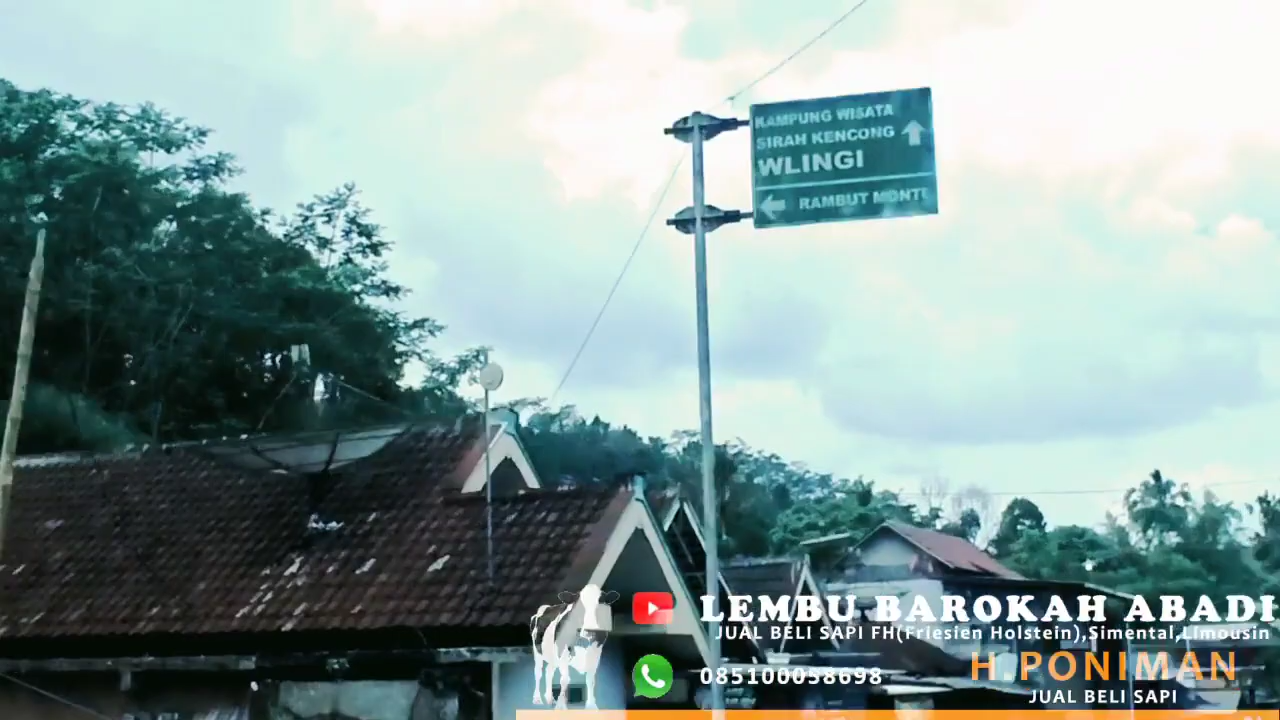 KAMPUNG WISATA
SIRAH KENCONG
WLINGI
RAMBUT MONTE
LEMBU BAROKAH ABADI
JUAL BELI SAPI FH(Friesien Holstein),Simental,Limousin
085100058698
H.PONIMAN
JUAL BELI SAPI